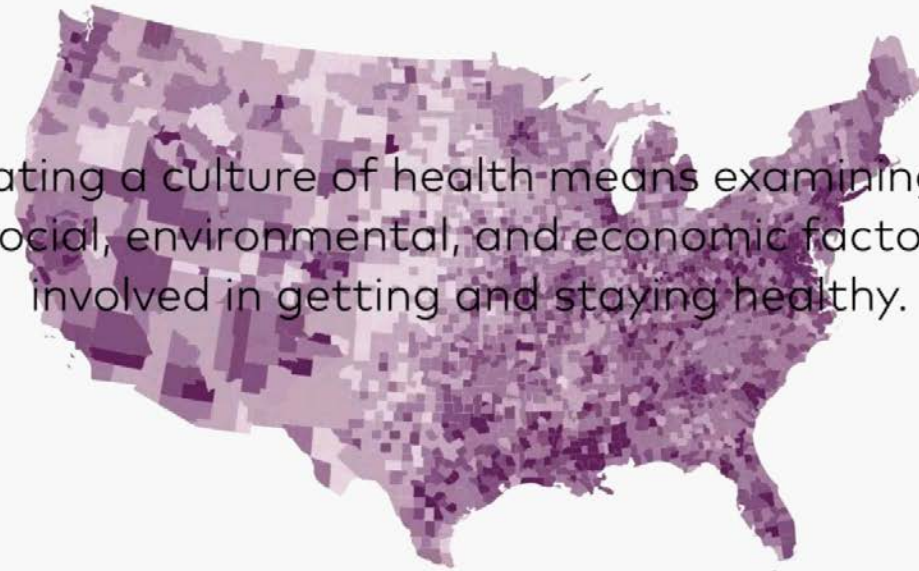 ating a culture of health means examining
ocial, environmental, and economic facto
involved in getting and staying healthy.